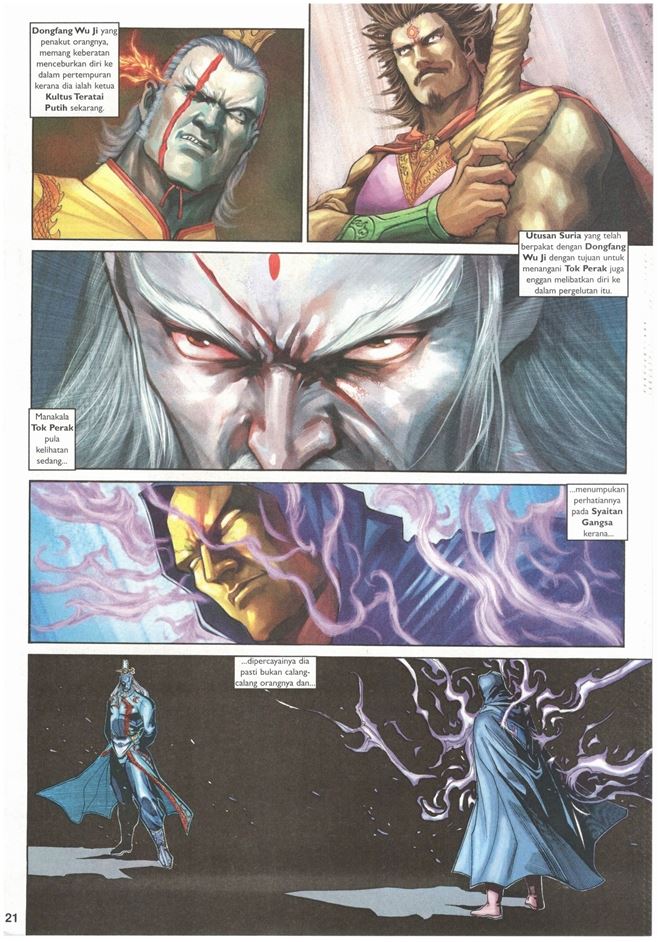 Dongfang Wu Ji yang
penakut orangnya,
memang keberatan
menceburkan diri ke
dalam pertempuran
kerana dia ialah ketua
Kultus Teratai
Putih sekarang.
Utusan Suria yang telah
berpakat dengan Dongfang
Wu Ji dengan tujuan untuk
menangani Tok Perak juga
enggan melibatkan diri ke
dalam pergelutan itu.
Manakala
Tok Perak
pula
kelihatan
sedang...
...menumpukan
perhatiannya
pada Syaitan
Gangsa
kerana...
...dipercayainya dia
pasti bukan calang-
calang orangnya dan...
21